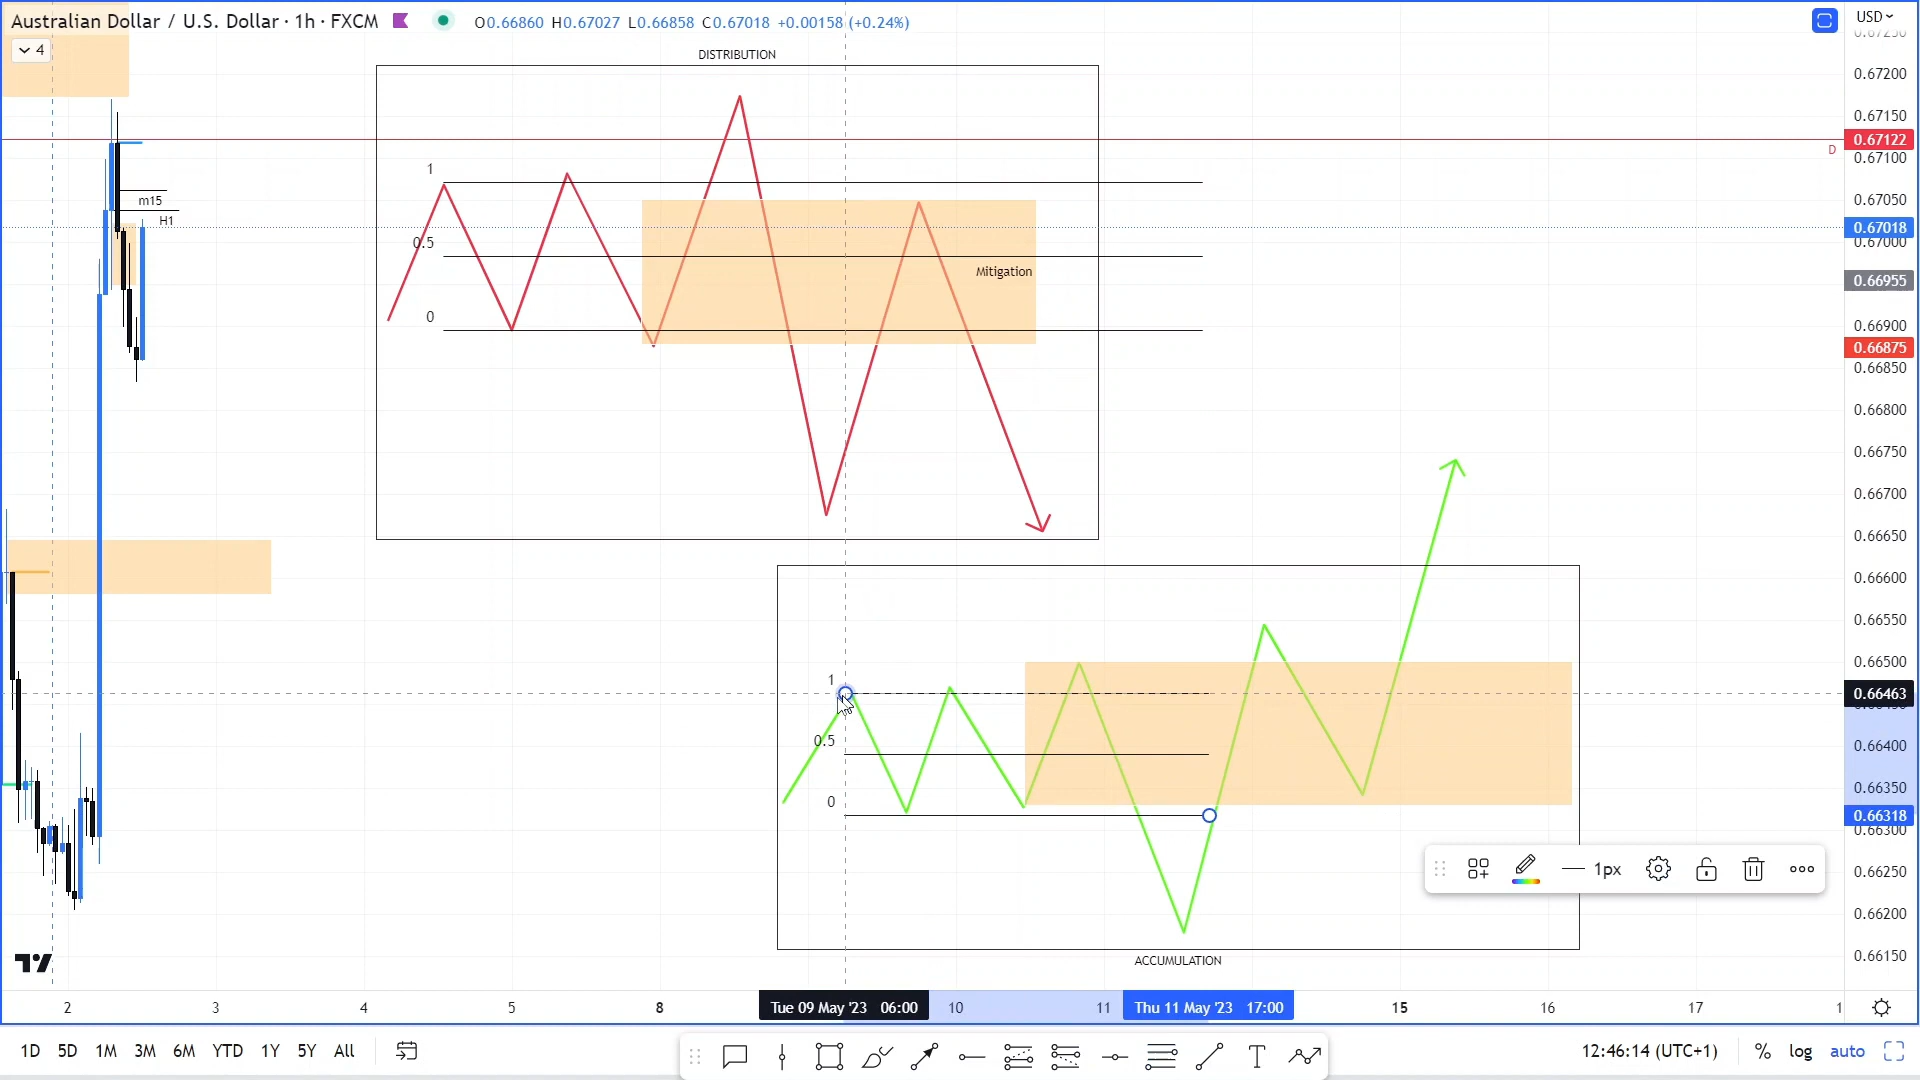 Australian Dollar / U.S. Dollar · 1h · FXCM O0.66860 H0.67027 L0.66858 C0.67018 +0.00158 (+0.24%)
USD
4
DISTRIBUTION
0.67250
0.67200
0.67150
0.67122
D
0.67100
1
m15
0.67050
H1
0.67018
0.5
0.67000
Mitigation
0.66955
0
0.66900
0.66875
0.66850
0.66800
0.66750
0.66700
0.66650
0.66600
0.66550
0.66500
1
0.66463
0.5
0.66400
0.66350
0
0.66318
0.66300
1px
0.66250
0.66200
ACCUMULATION
0.66150
2 3 4 5 8 Tue 09 May '23 06:00 10 11 Thu 11 May '23 17:00 15 16 17 1
1D 5D 1M 3M 6M YTD 1Y 5Y All
T
12:46:14 (UTC+1) % log auto